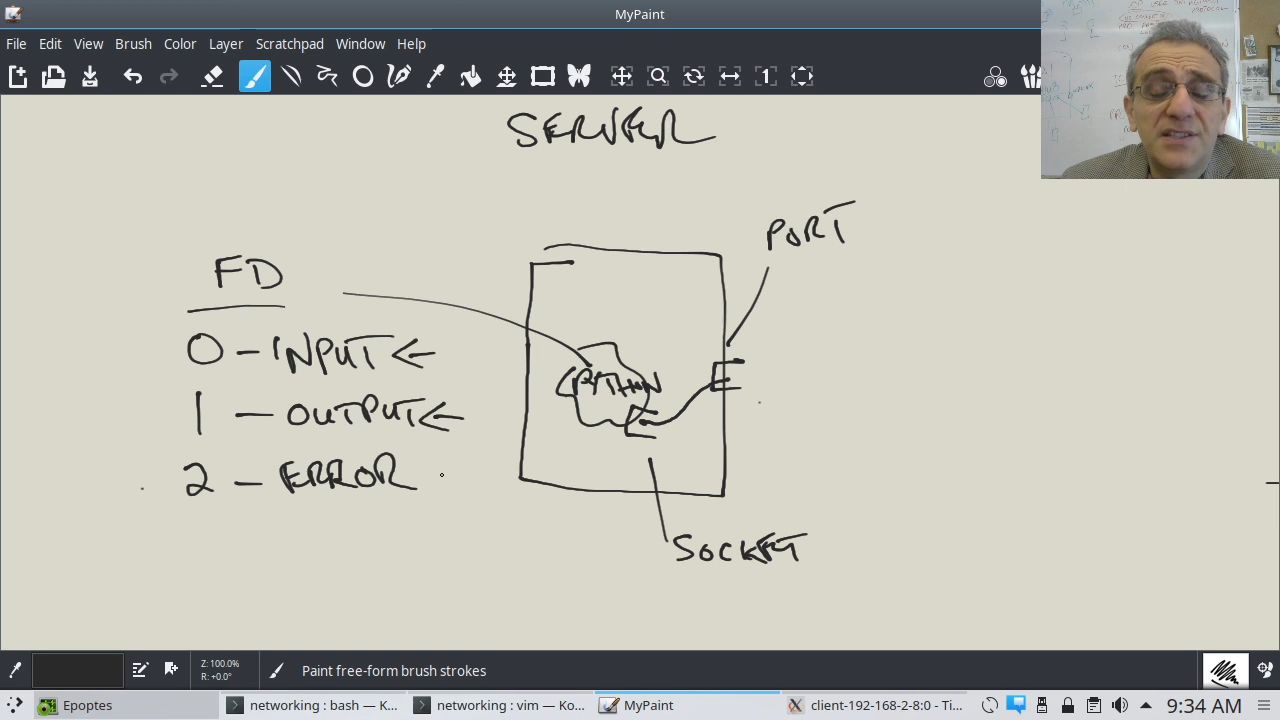 MyPaint
File Edit View Brush Color Layer Scratchpad Window Help
SERVER
PORT
FD
0 - INPUT ←
1 - OUTPUT ←
2 - ERROR
PYTHON
SOCKET
Z: 100.0%
R: +0.0°
Paint free-form brush strokes
Epoptes
networking : bash — K...
networking : vim — Ko...
MyPaint
client-192-168-2-8:0 - Ti...
9:34 AM